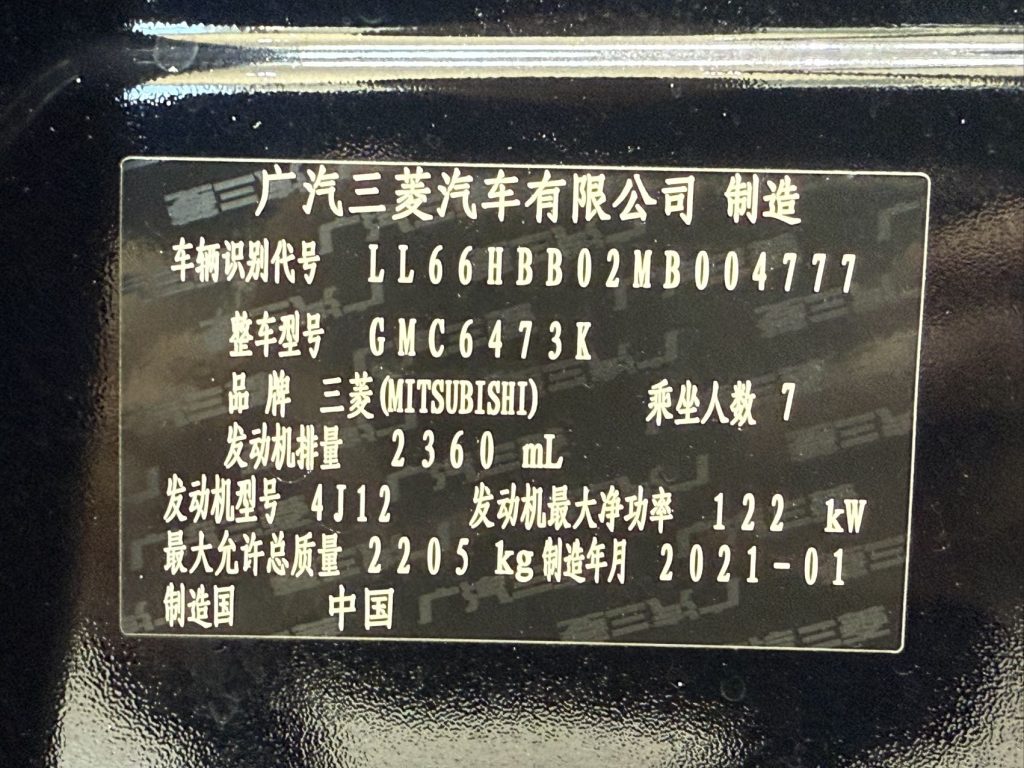 广汽三菱汽车有限公司 制造
车辆识别代号 LL66HBB02MB004777
整车型号 GMC6473K
品牌 三菱(MITSUBISHI) 乘坐人数 7
发动机排量 2360 mL
发动机型号 4J12 发动机最大净功率 122 kW
最大允许总质量 2205 kg 制造年月 2021-01
制造国 中国